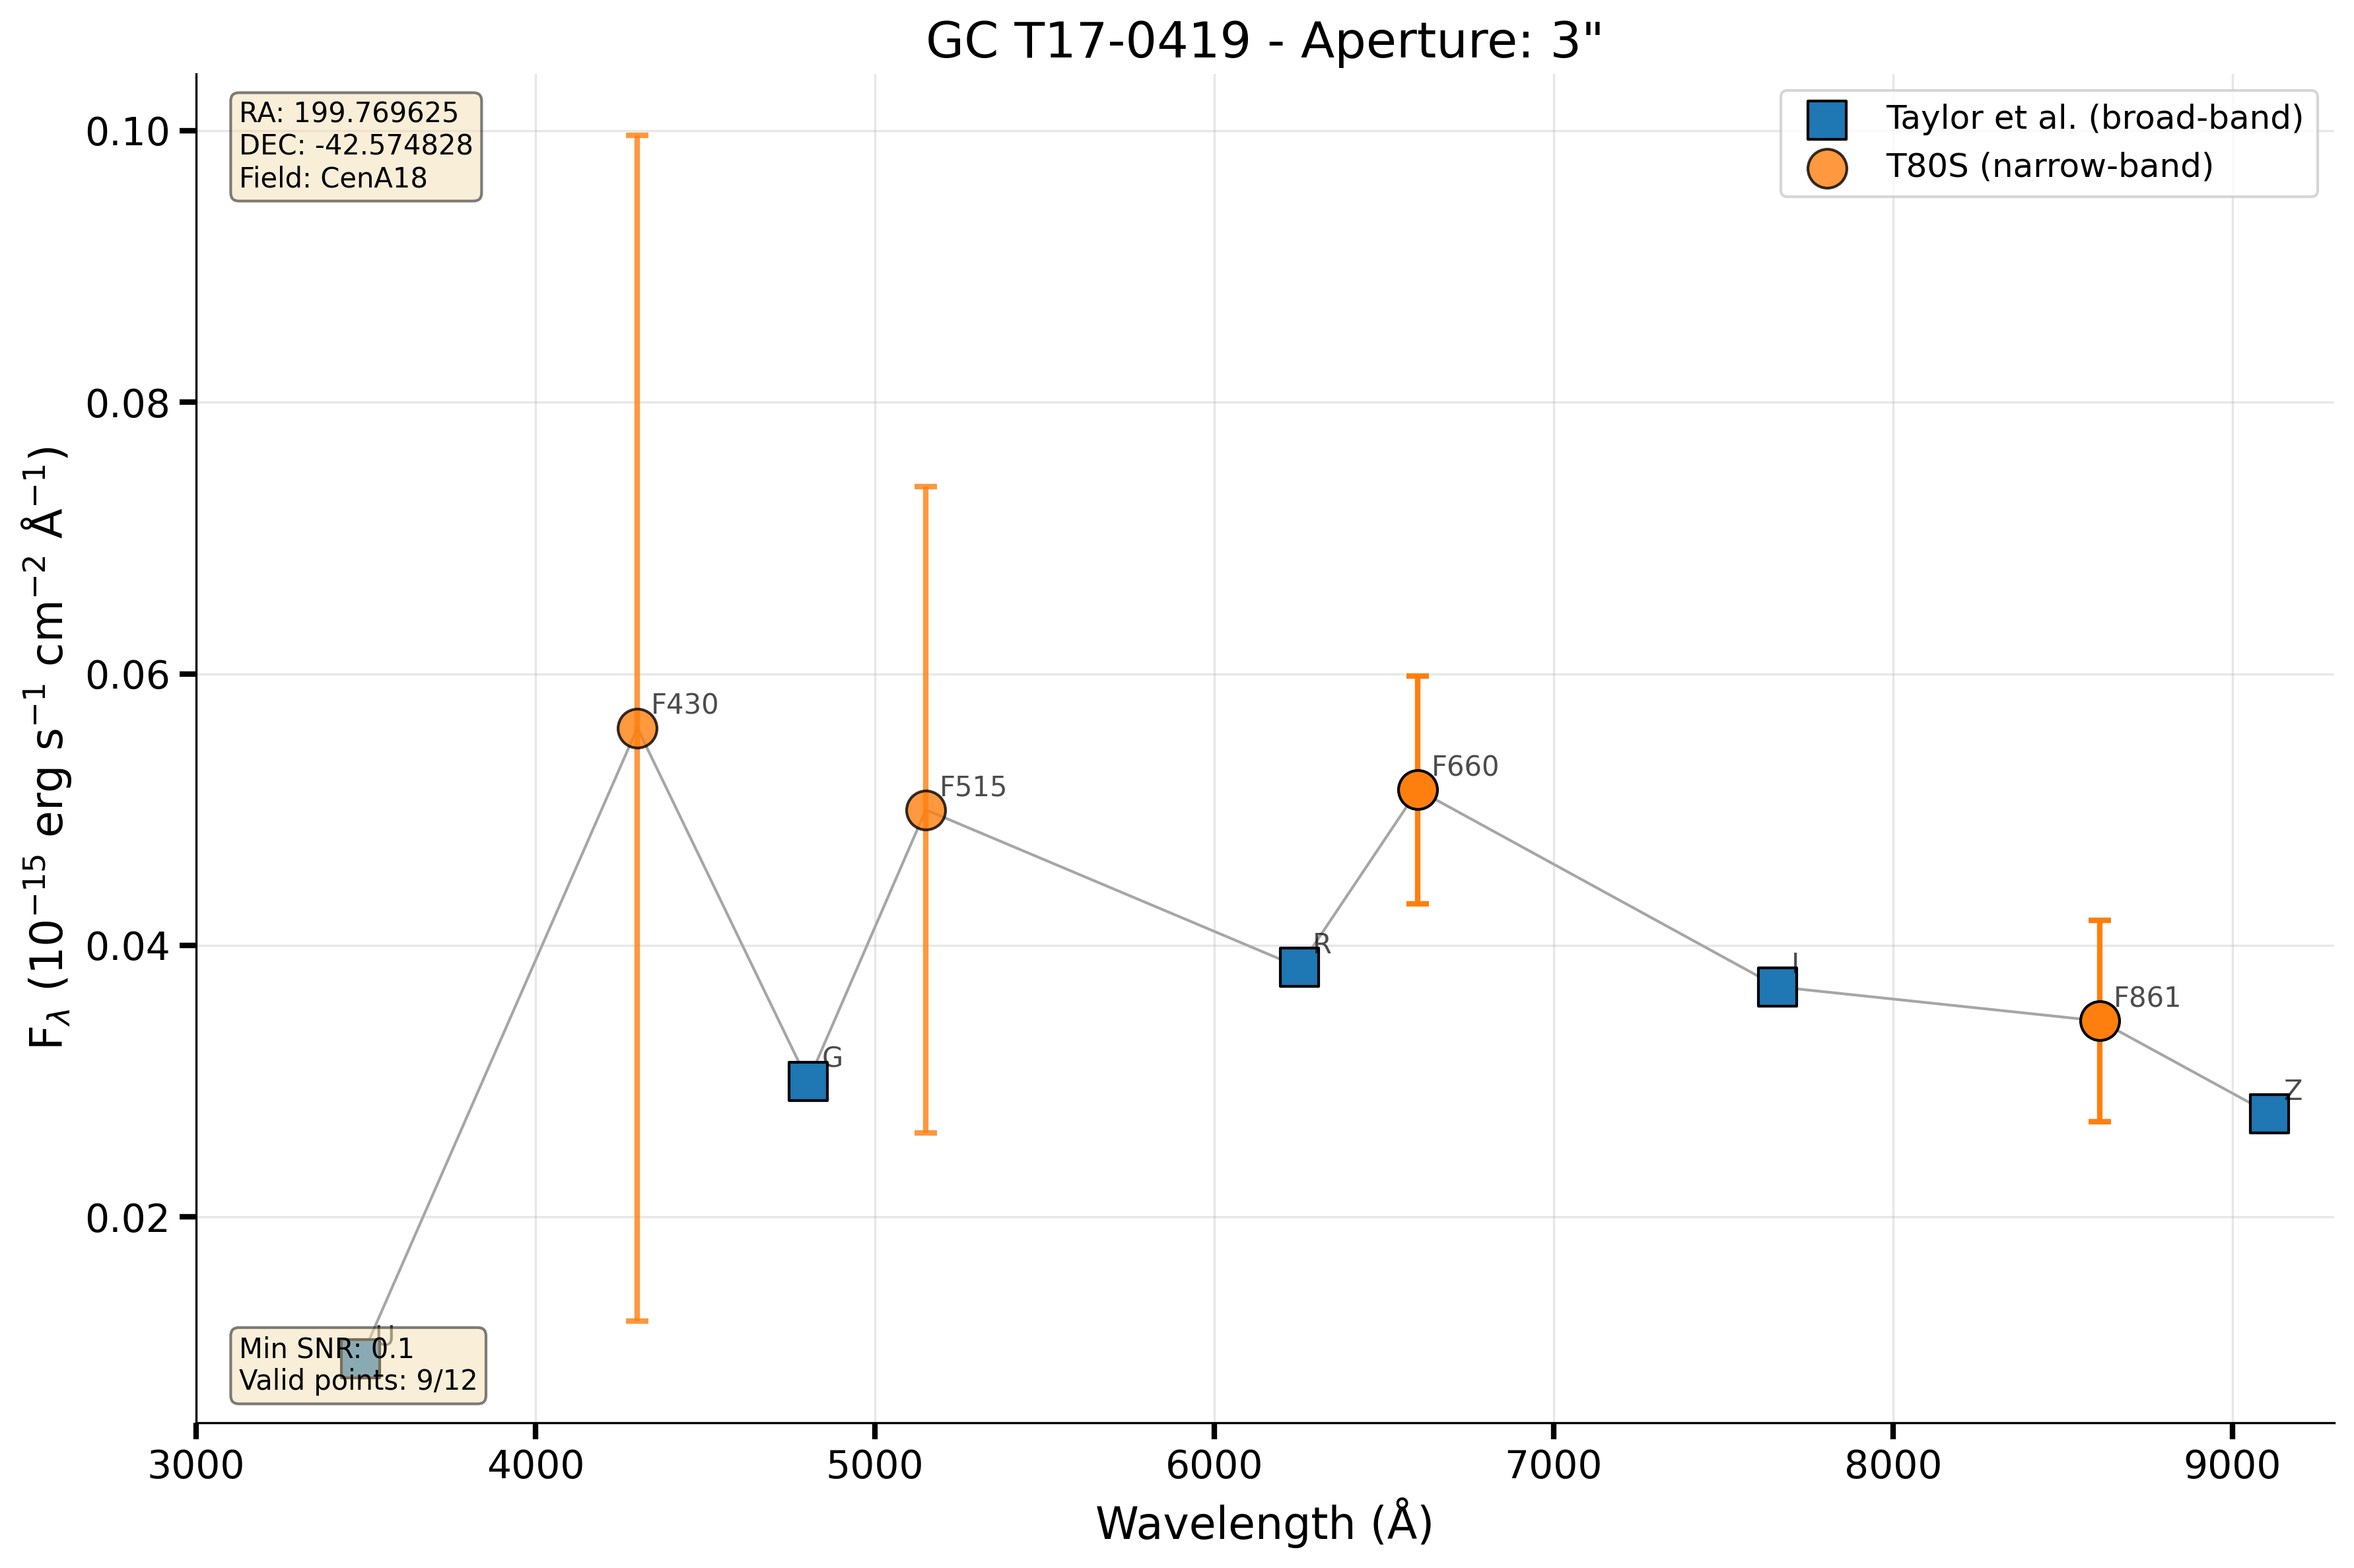 GC T17-0419 - Aperture: 3"
RA: 199.769625
DEC: -42.574828
Field: CenA18
Taylor et al. (broad-band)
T80S (narrow-band)
0.10
0.08
0.06
0.04
0.02
F_λ (10⁻¹⁵ erg s⁻¹ cm⁻² Å⁻¹)
F430
F515
F660
R
I
F861
G
Z
U
Min SNR: 0.1
Valid points: 9/12
3000 4000 5000 6000 7000 8000 9000
Wavelength (Å)